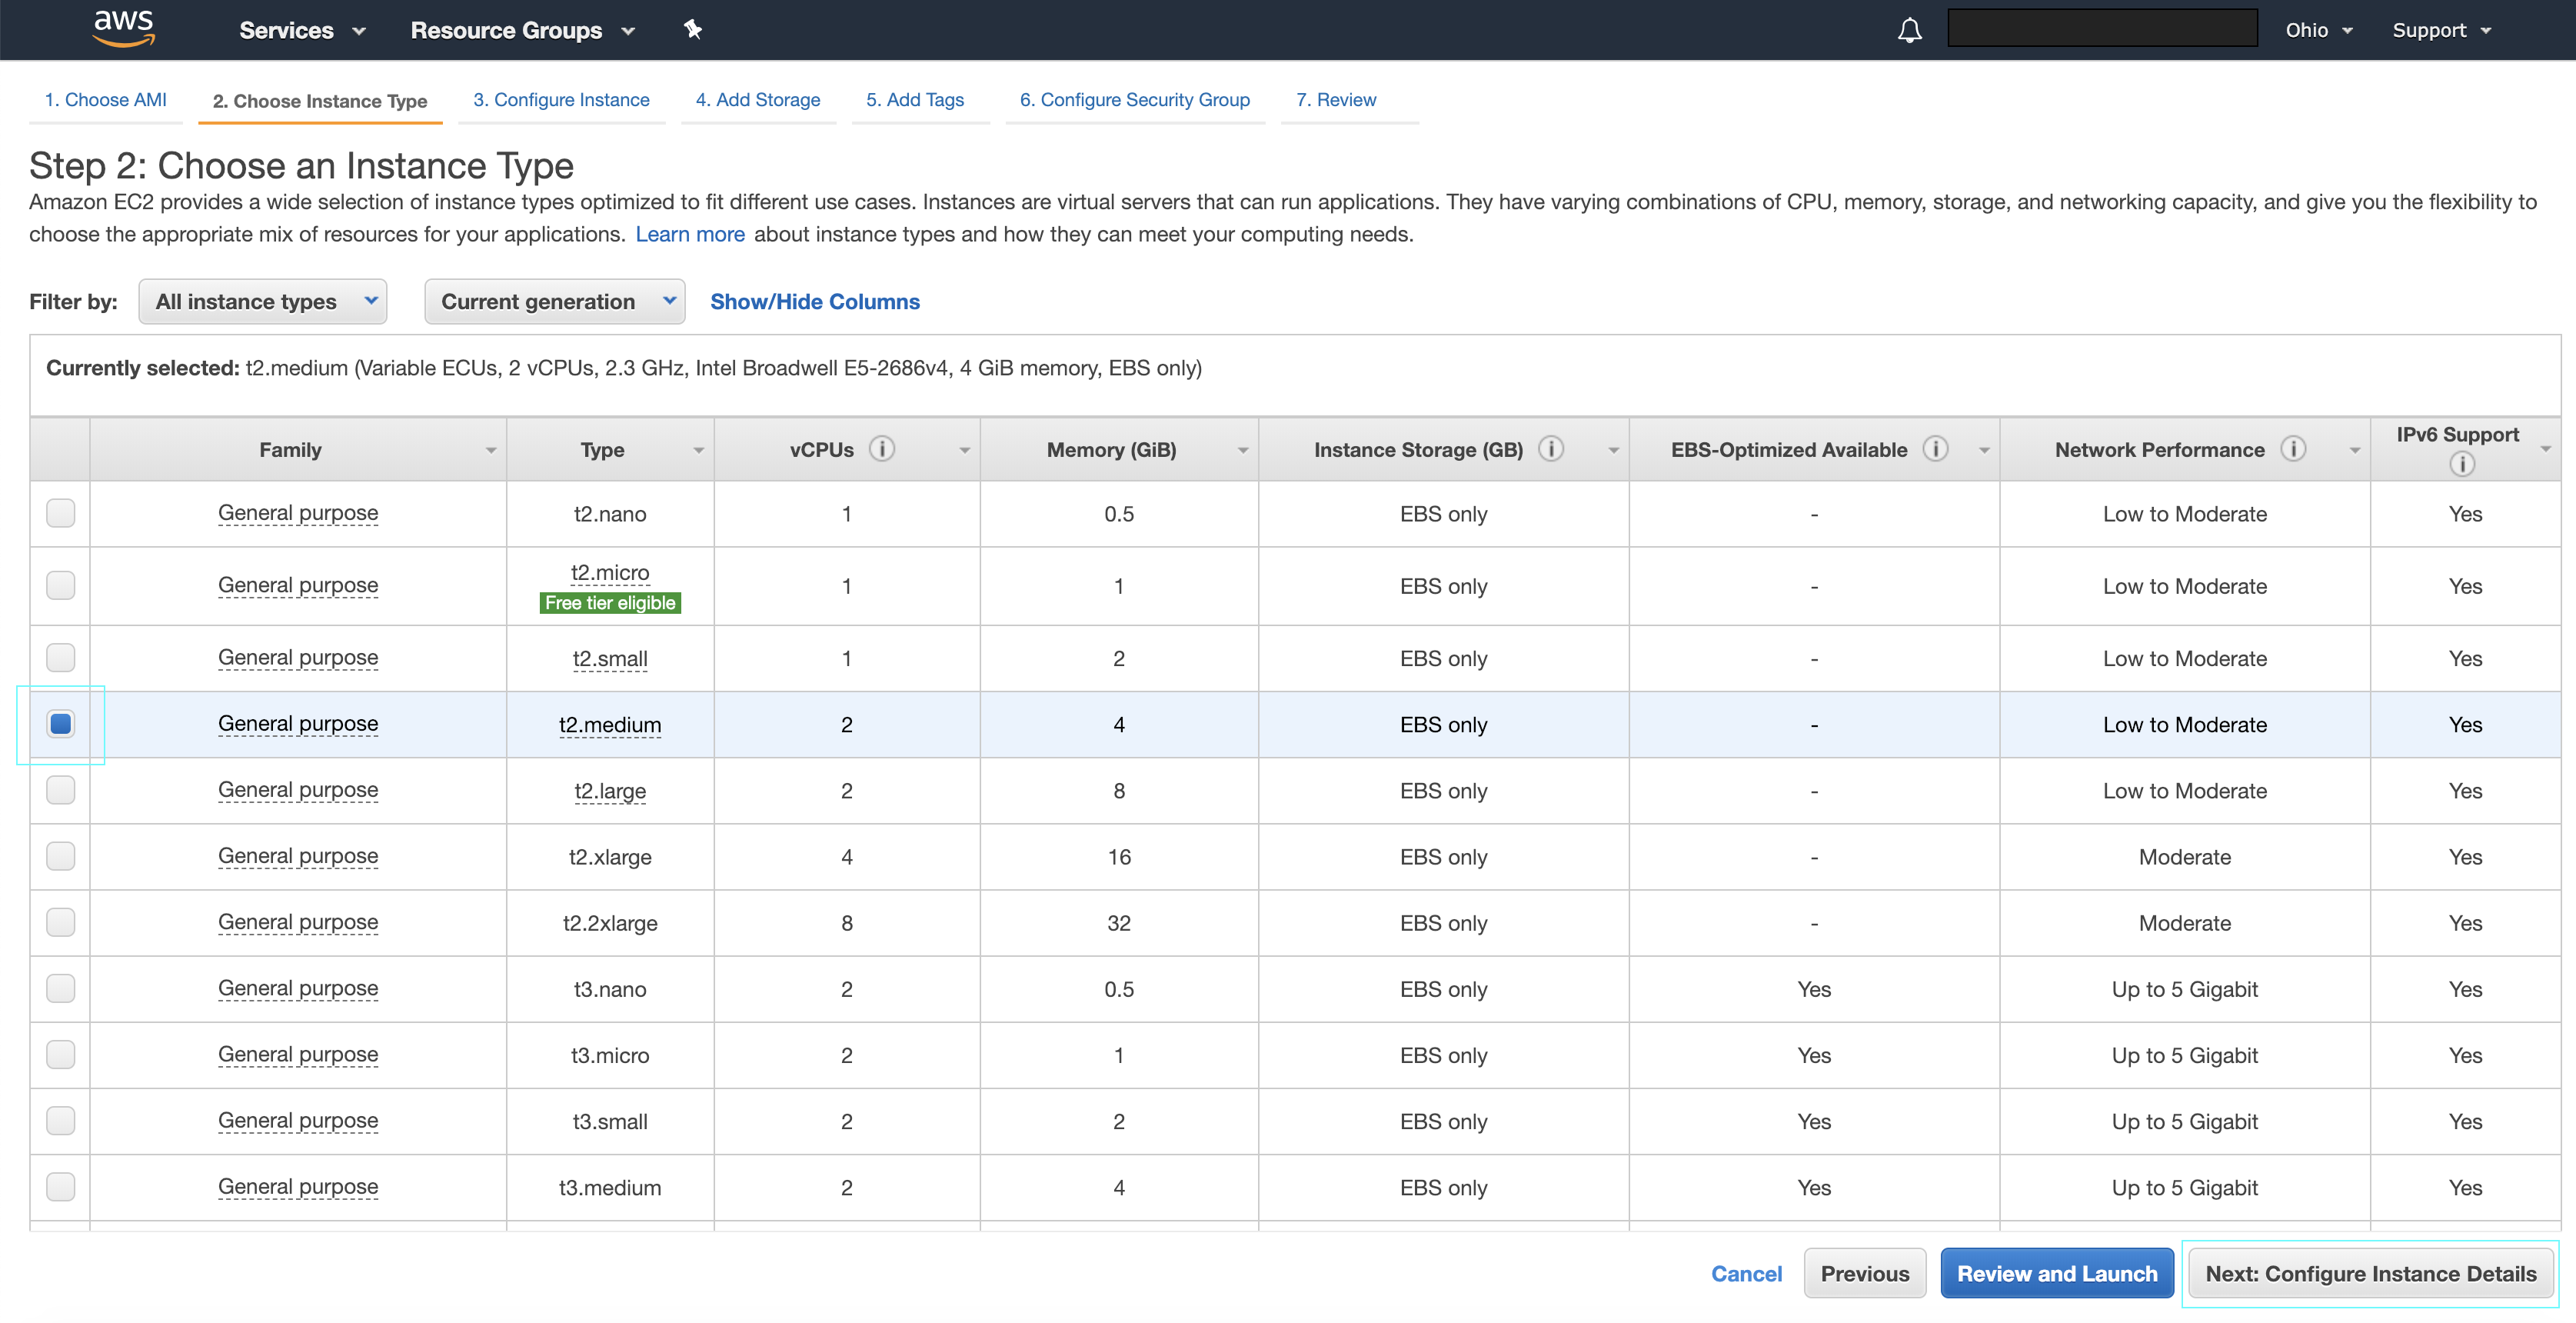 aws Services Resource Groups Ohio Support
1. Choose AMI 2. Choose Instance Type 3. Configure Instance 4. Add Storage 5. Add Tags 6. Configure Security Group 7. Review
Step 2: Choose an Instance Type
Amazon EC2 provides a wide selection of instance types optimized to fit different use cases. Instances are virtual servers that can run applications. They have varying combinations of CPU, memory, storage, and networking capacity, and give you the flexibility to
choose the appropriate mix of resources for your applications. Learn more about instance types and how they can meet your computing needs.
Filter by: All instance types Current generation Show/Hide Columns
Currently selected: t2.medium (Variable ECUs, 2 vCPUs, 2.3 GHz, Intel Broadwell E5-2686v4, 4 GiB memory, EBS only)
Family Type vCPUs i Memory (GiB) Instance Storage (GB) i EBS-Optimized Available i Network Performance i IPv6 Support i
General purpose t2.nano 1 0.5 EBS only - Low to Moderate Yes
General purpose t2.micro 1 1 EBS only - Low to Moderate Yes
Free tier eligible
General purpose t2.small 1 2 EBS only - Low to Moderate Yes
General purpose t2.medium 2 4 EBS only - Low to Moderate Yes
General purpose t2.large 2 8 EBS only - Low to Moderate Yes
General purpose t2.xlarge 4 16 EBS only - Moderate Yes
General purpose t2.2xlarge 8 32 EBS only - Moderate Yes
General purpose t3.nano 2 0.5 EBS only Yes Up to 5 Gigabit Yes
General purpose t3.micro 2 1 EBS only Yes Up to 5 Gigabit Yes
General purpose t3.small 2 2 EBS only Yes Up to 5 Gigabit Yes
General purpose t3.medium 2 4 EBS only Yes Up to 5 Gigabit Yes
Cancel Previous Review and Launch Next: Configure Instance Details